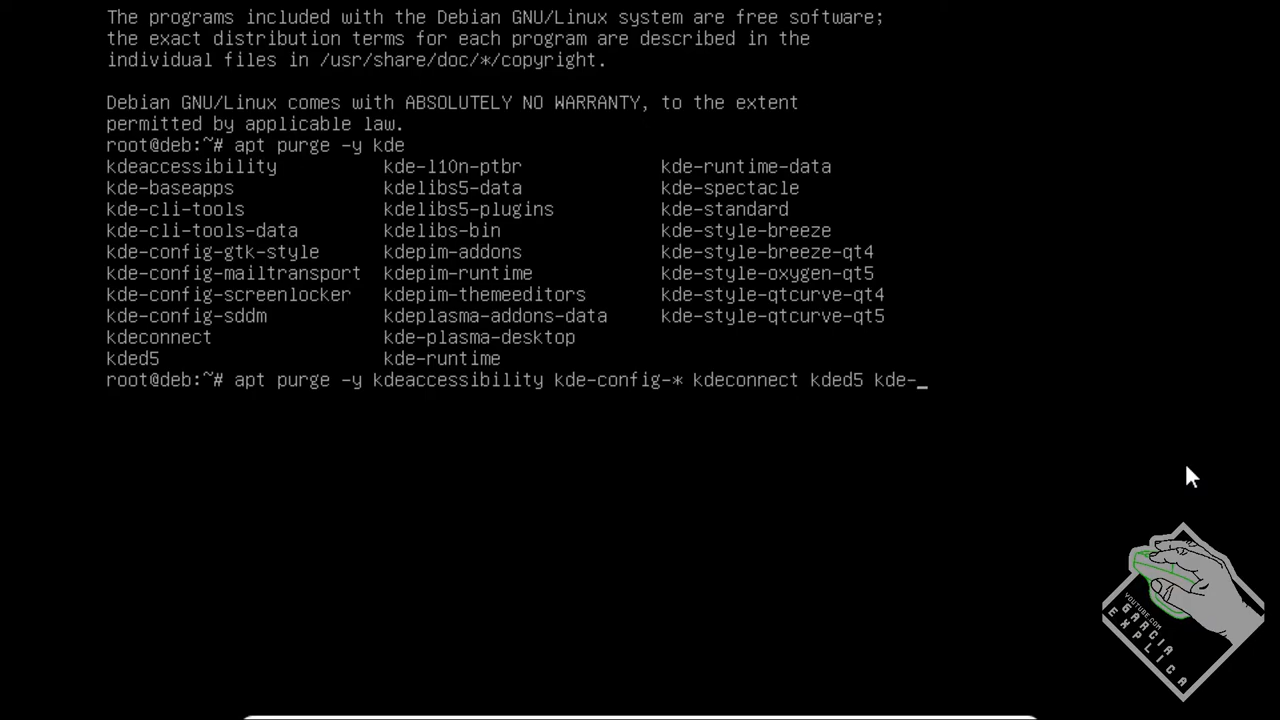 The programs included with the Debian GNU/Linux system are free software;
the exact distribution terms for each program are described in the
individual files in /usr/share/doc/*/copyright.
Debian GNU/Linux comes with ABSOLUTELY NO WARRANTY, to the extent
permitted by applicable law.
root@deb:~# apt purge -y kde
kdeaccessibility kde-l10n-ptbr kde-runtime-data
kde-baseapps kdelibs5-data kde-spectacle
kde-cli-tools kdelibs5-plugins kde-standard
kde-cli-tools-data kdelibs-bin kde-style-breeze
kde-config-gtk-style kdepim-addons kde-style-breeze-qt4
kde-config-mailtransport kdepim-runtime kde-style-oxygen-qt5
kde-config-screenlocker kdepim-themeeditors kde-style-qtcurve-qt4
kde-config-sddm kdeplasma-addons-data kde-style-qtcurve-qt5
kdeconnect kde-plasma-desktop
kded5 kde-runtime
root@deb:~# apt purge -y kdeaccessibility kde-config-* kdeconnect kded5 kde-_
YOUTUBE.COM
GARCIA
EXPLICA